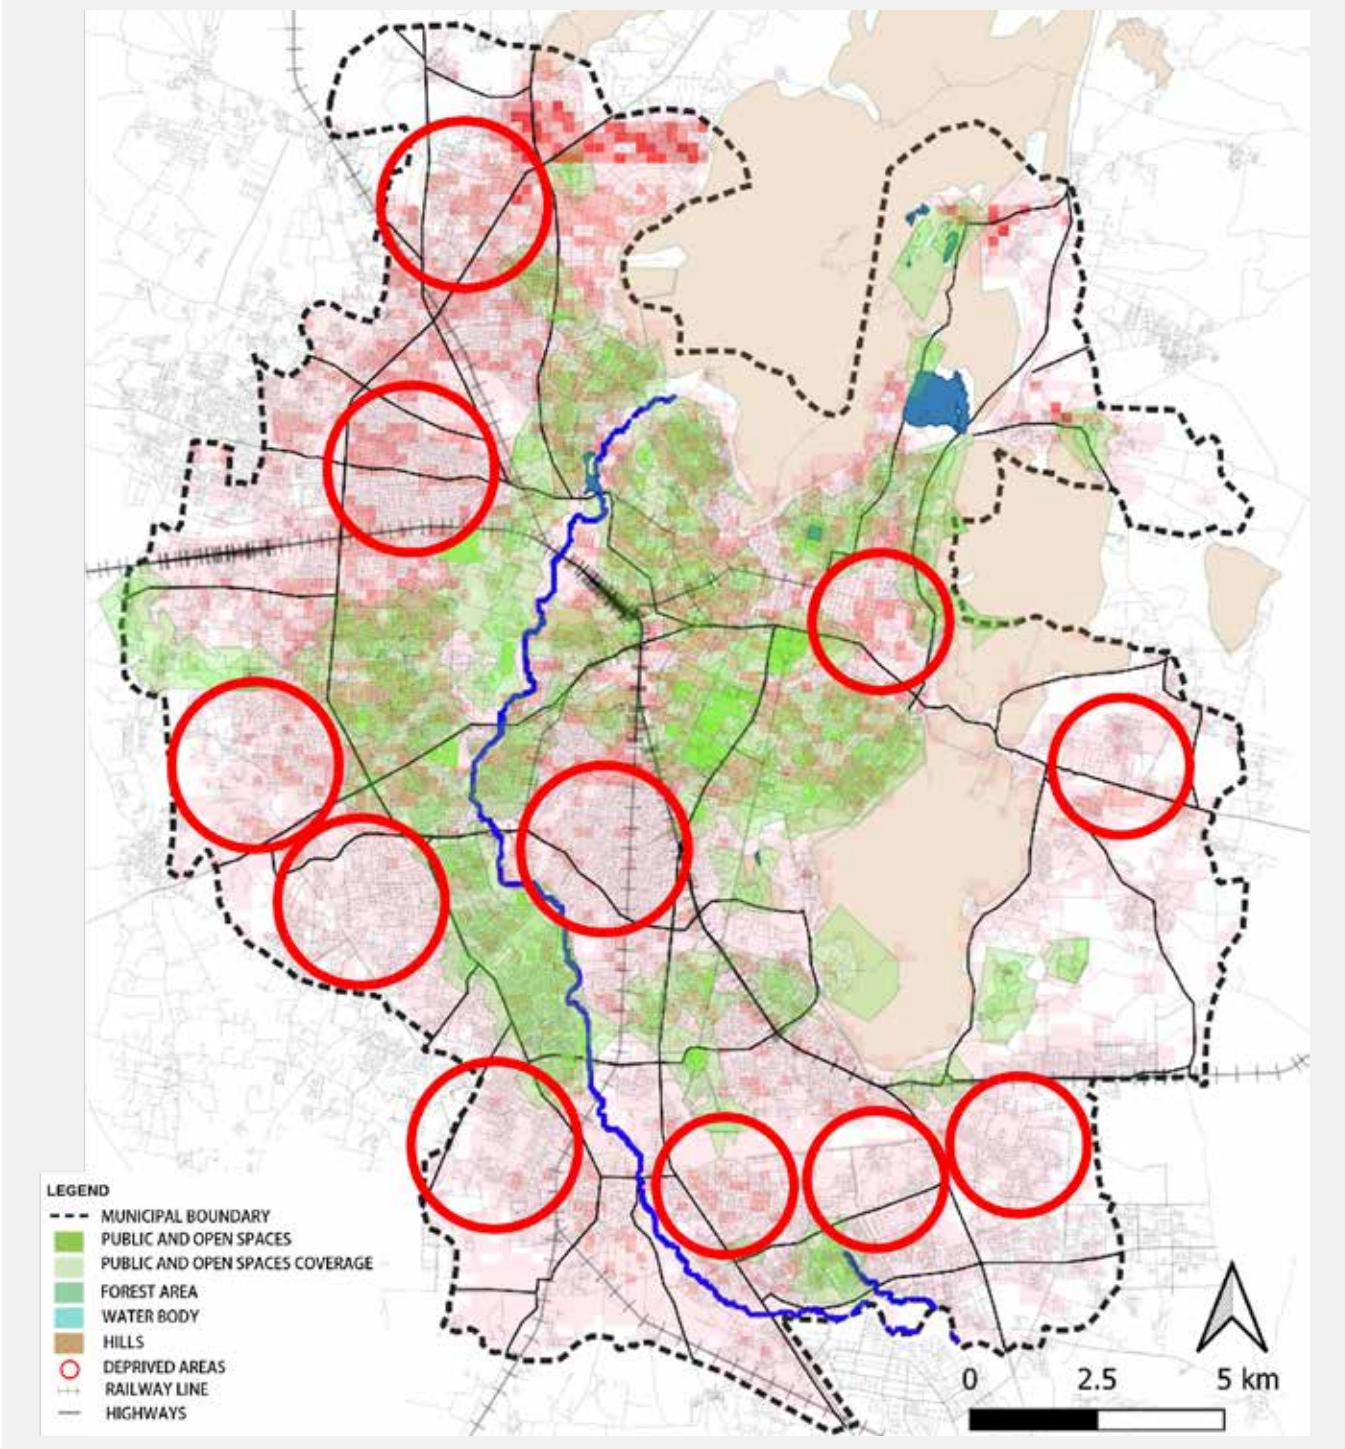 LEGEND
MUNICIPAL BOUNDARY
PUBLIC AND OPEN SPACES
PUBLIC AND OPEN SPACES COVERAGE
FOREST AREA
WATER BODY
HILLS
DEPRIVED AREAS
RAILWAY LINE
HIGHWAYS
0 2.5 5 km